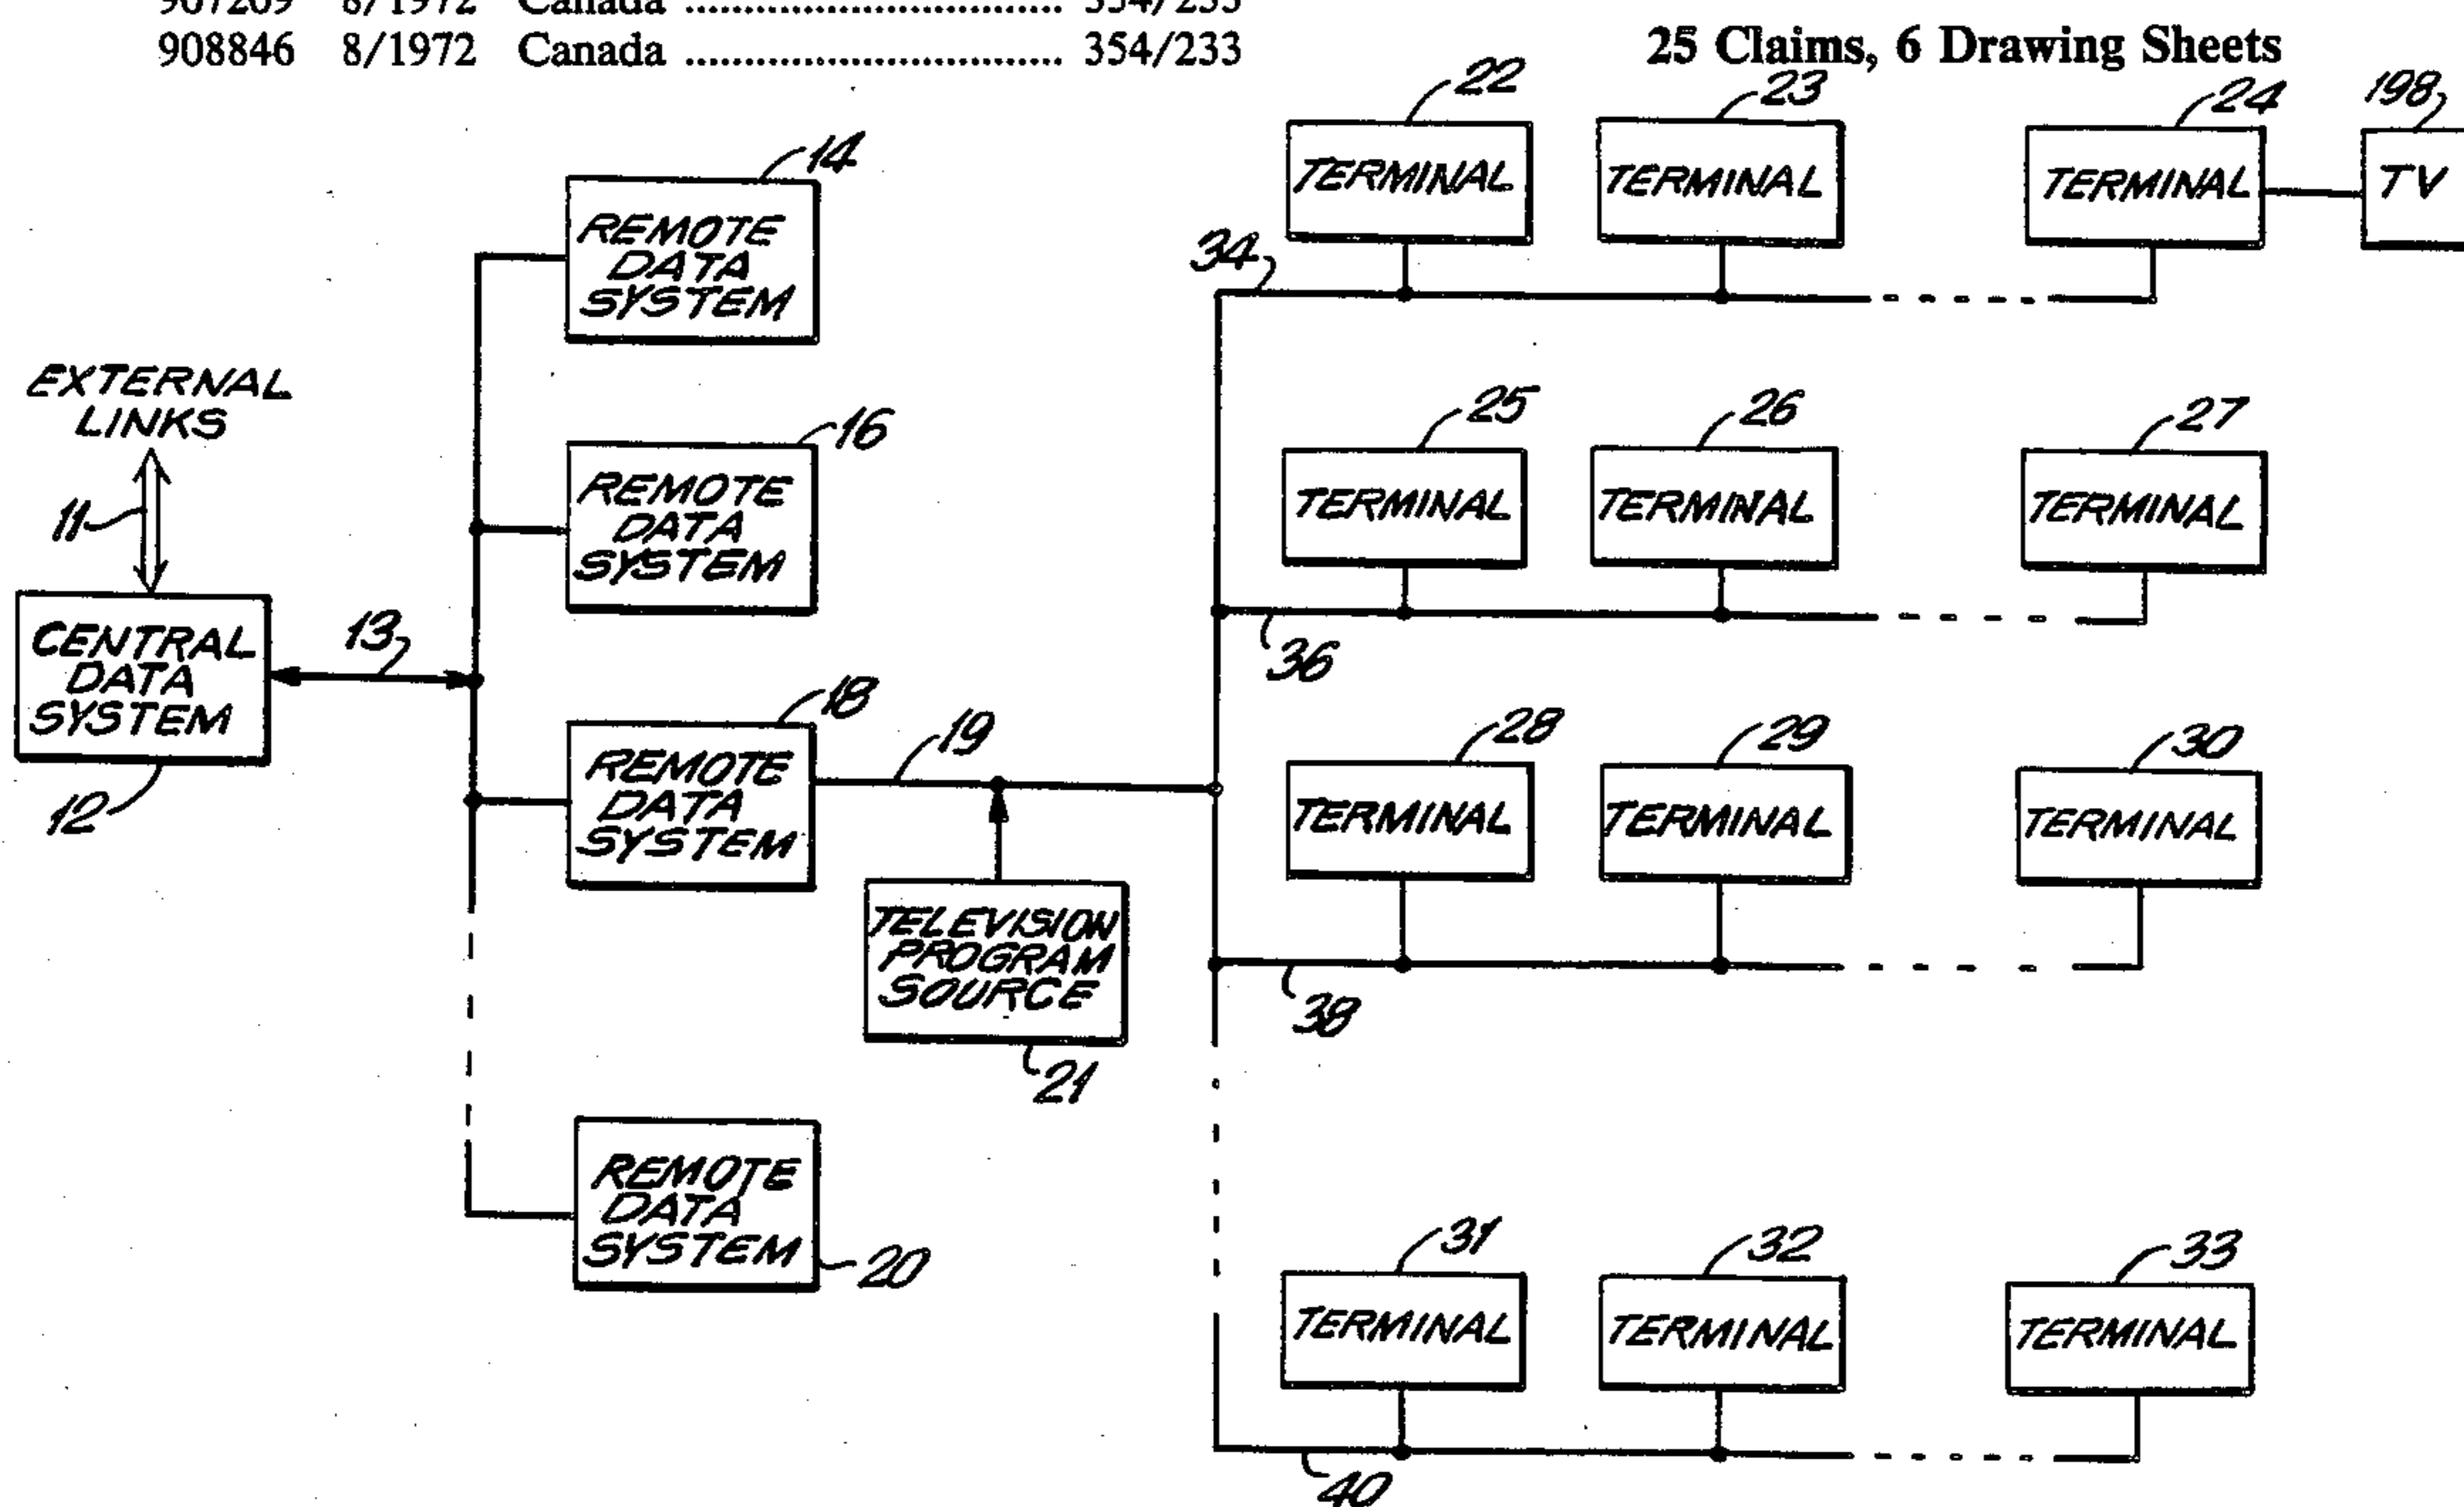 908846 8/1972 Canada ................................ 354/233
25 Claims, 6 Drawing Sheets
22
23
24
198
14
TERMINAL
TERMINAL
TERMINAL
TV
REMOTE
DATA
SYSTEM
34
EXTERNAL
LINKS
11
16
REMOTE
DATA
SYSTEM
25
26
27
TERMINAL
TERMINAL
TERMINAL
36
CENTRAL
DATA
SYSTEM
12
13
18
REMOTE
DATA
SYSTEM
19
28
29
30
TERMINAL
TERMINAL
TERMINAL
38
TELEVISION
PROGRAM
SOURCE
21
REMOTE
DATA
SYSTEM
20
31
32
33
TERMINAL
TERMINAL
TERMINAL
40